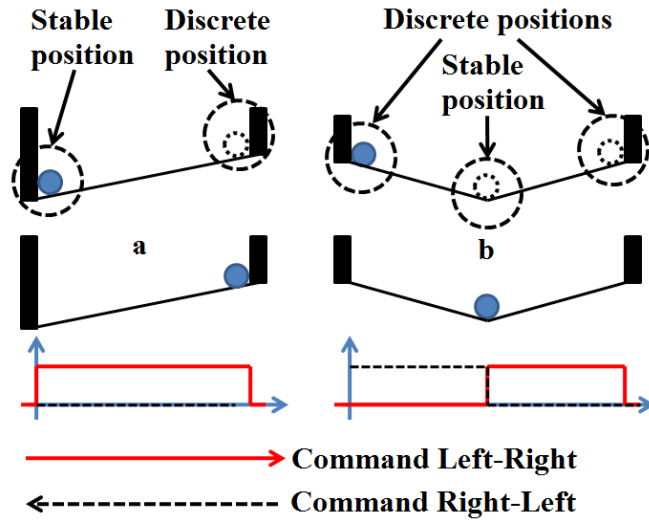 Stable
position
Discrete
position
Discrete positions
Stable
position
a
b
Command Left-Right
Command Right-Left